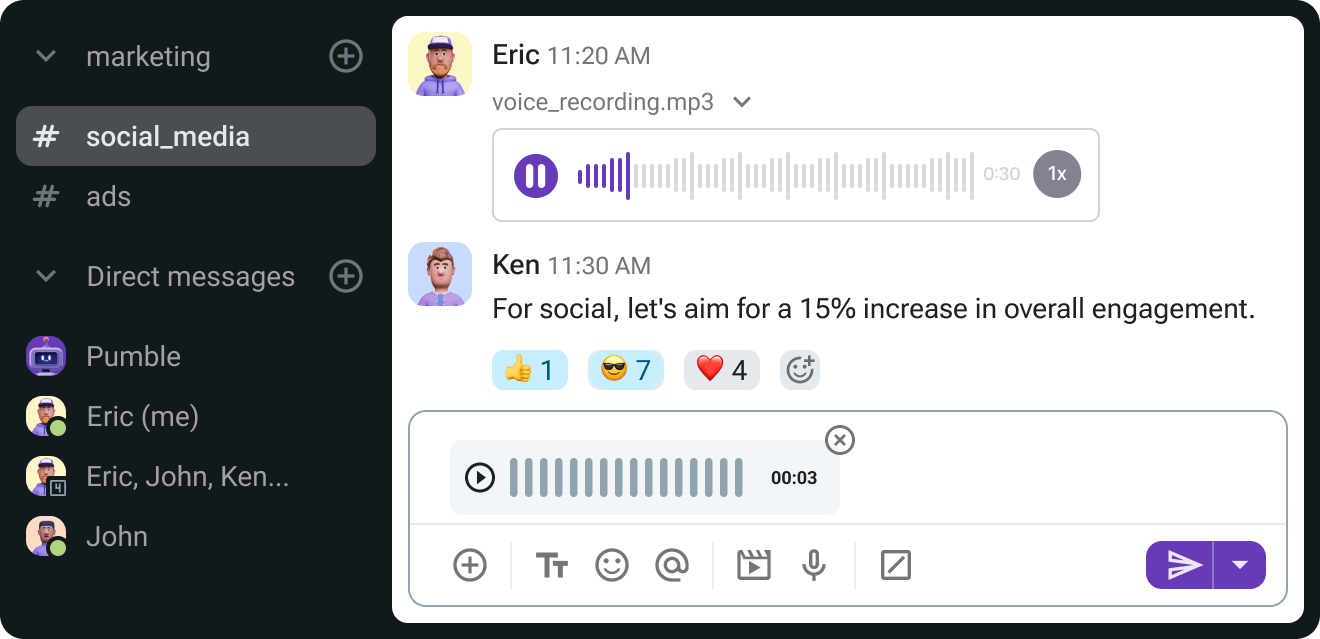 marketing
# social_media
# ads
Direct messages
Pumble
Eric (me)
4
Eric, John, Ken...
John
Eric 11:20 AM
voice_recording.mp3
0:30
1x
Ken 11:30 AM
For social, let's aim for a 15% increase in overall engagement.
1
7
4
00:03
Tт
@